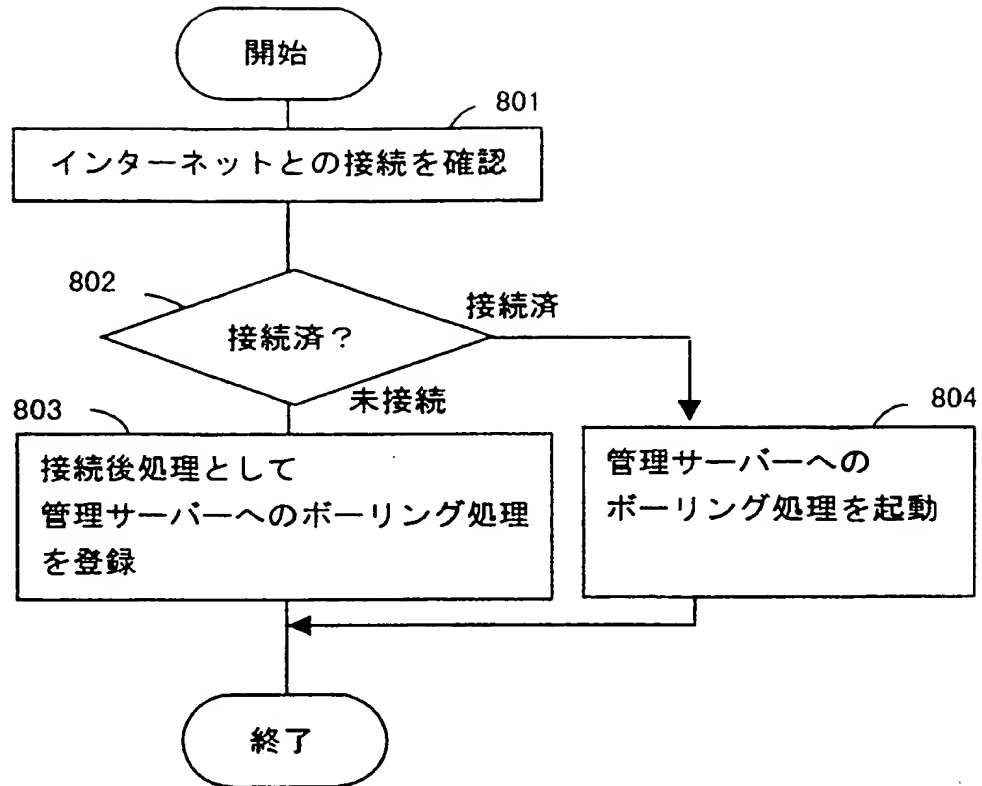 開始
801
インターネットとの接続を確認
802
接続済？
接続済
未接続
803
接続後処理として
管理サーバーへのボーリング処理
を登録
804
管理サーバーへの
ボーリング処理を起動
終了